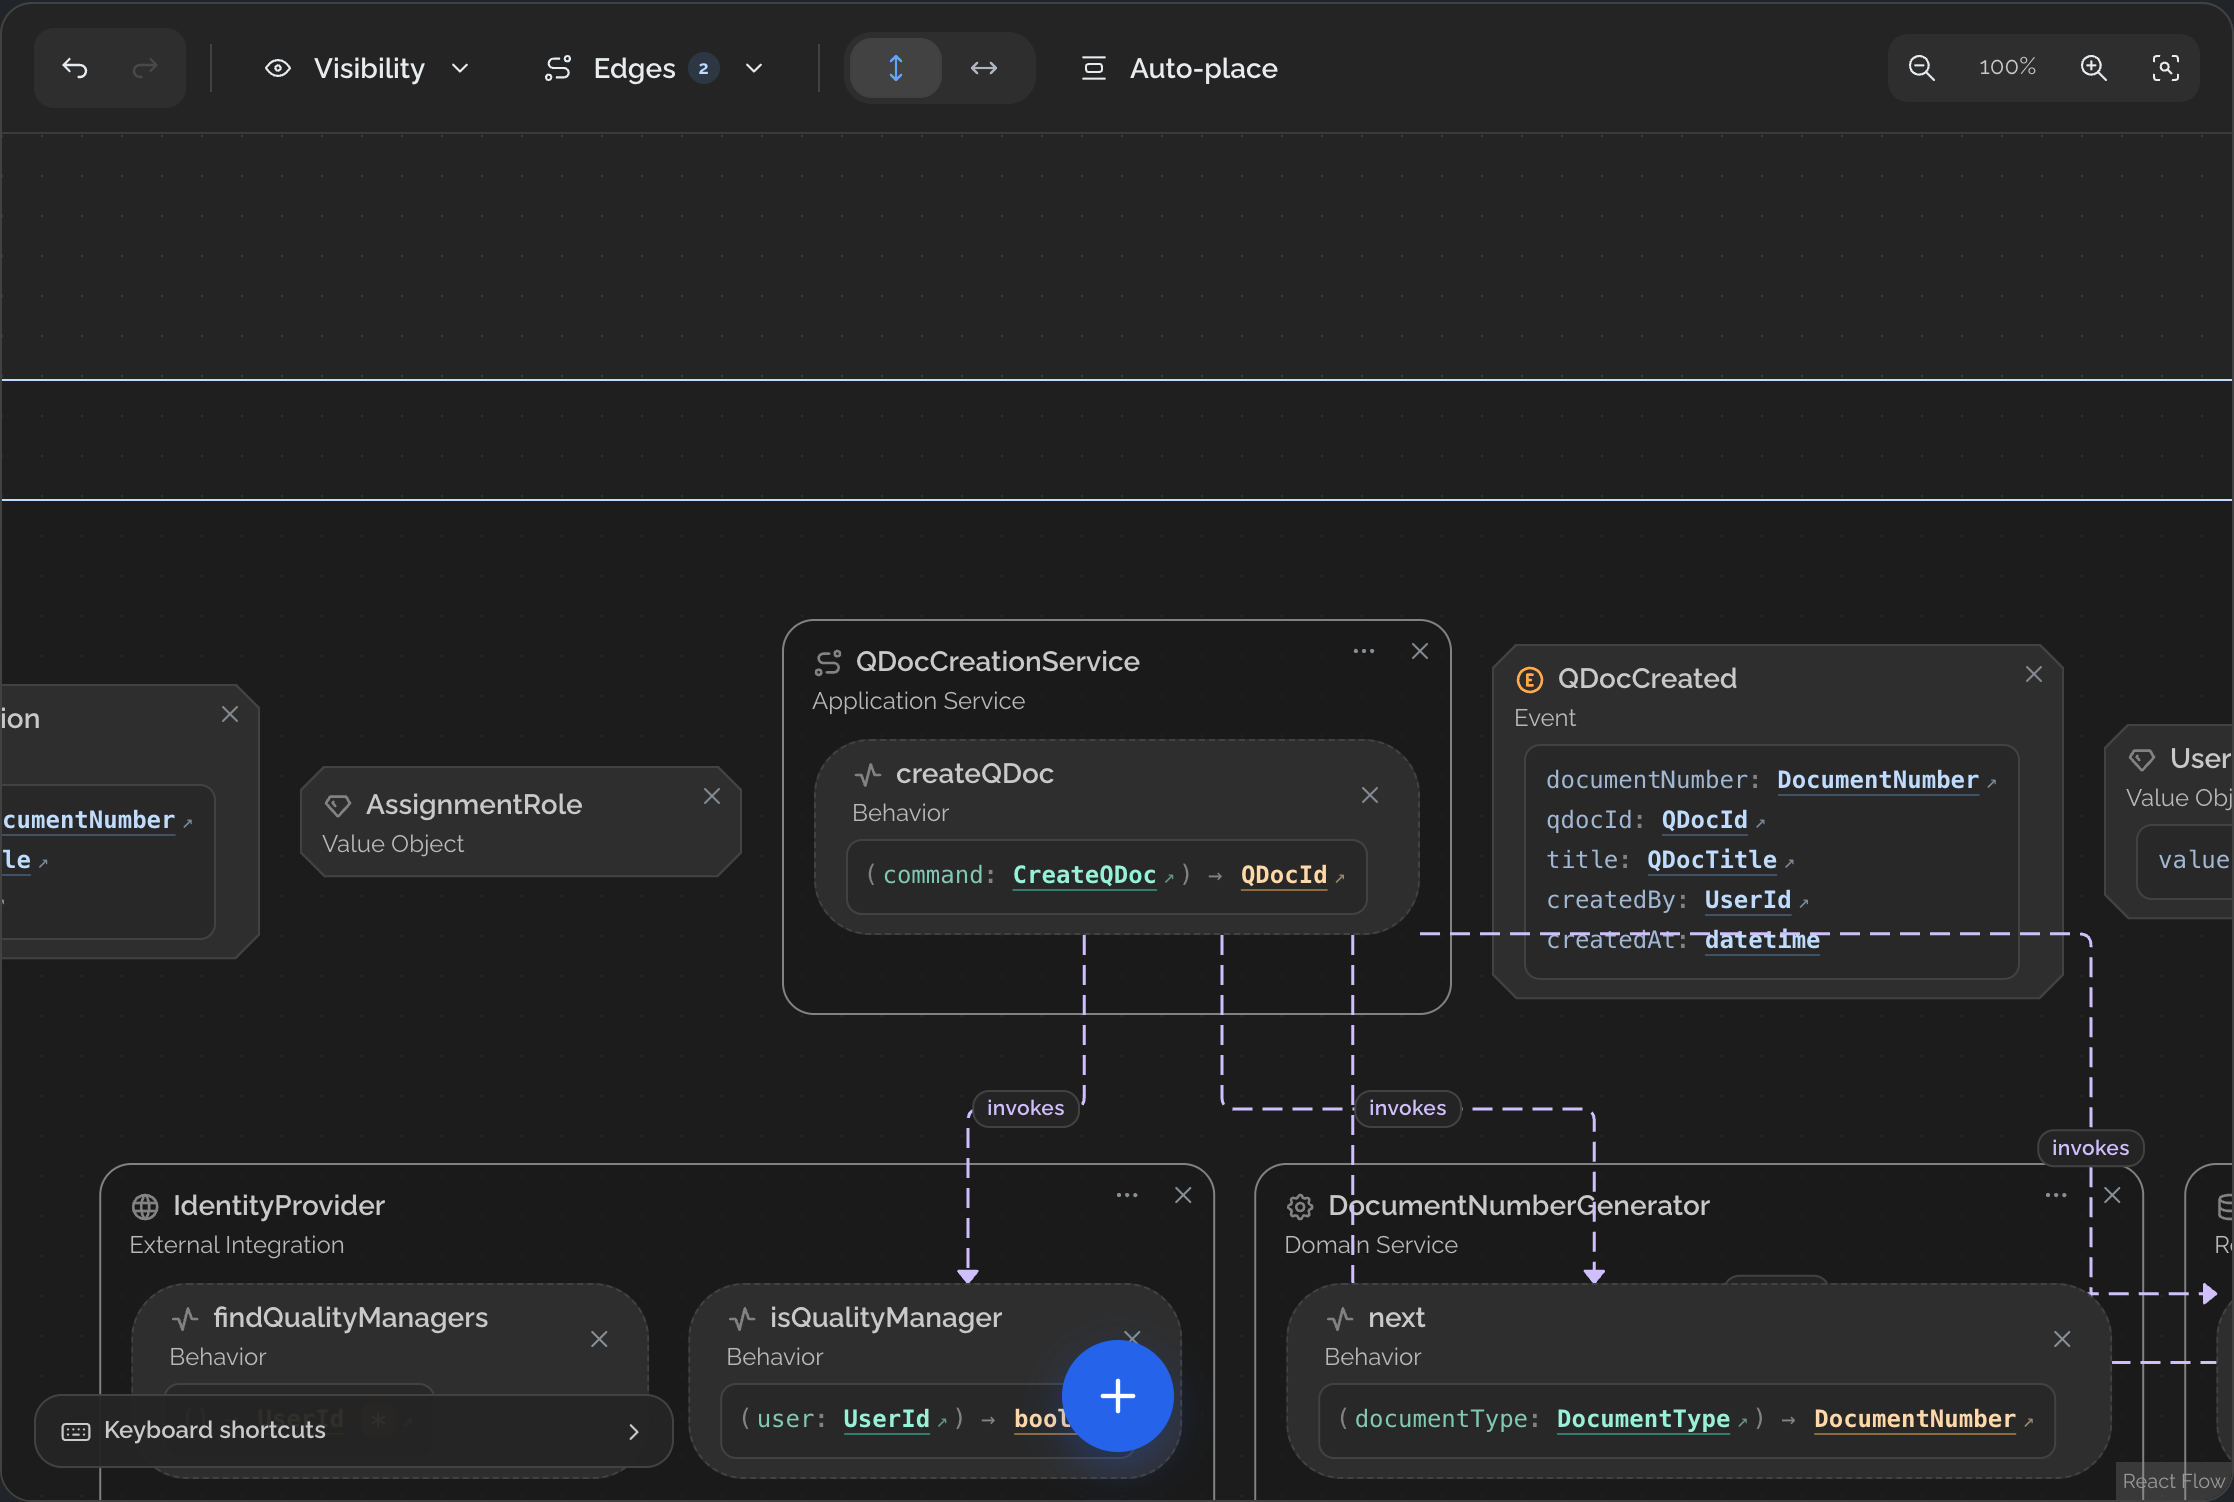 Visibility
Edges 2
Auto-place
100%
QDocCreationService
Application Service
createQDoc
Behavior
(command: CreateQDoc↗) → QDocId↗
QDocCreated
Event
documentNumber: DocumentNumber↗
qdocId: QDocId↗
title: QDocTitle↗
createdBy: UserId↗
createdAt: datetime
ion
cumentNumber↗
le↗
AssignmentRole
Value Object
User
Value Obj
value
invokes
invokes
invokes
IdentityProvider
External Integration
findQualityManagers
Behavior
UserId *
isQualityManager
Behavior
(user: UserId↗) → bool
DocumentNumberGenerator
Domain Service
next
Behavior
(documentType: DocumentType↗) → DocumentNumber↗
Keyboard shortcuts
React Flow